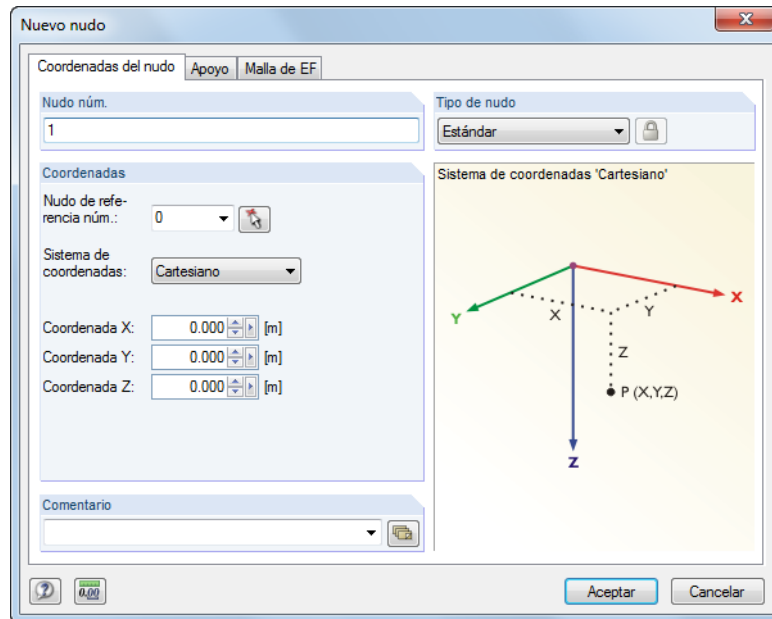 Nuevo nudo
Coordenadas del nudo
Apoyo
Malla de EF
Nudo núm.
1
Tipo de nudo
Estándar
Coordenadas
Nudo de refe-
rencia núm.:
0
Sistema de
coordenadas:
Cartesiano
Coordenada X:
0.000
[m]
Coordenada Y:
0.000
[m]
Coordenada Z:
0.000
[m]
Sistema de coordenadas 'Cartesiano'
X
Y
X
Y
Z
P (X,Y,Z)
Z
Comentario
0.00
Aceptar
Cancelar